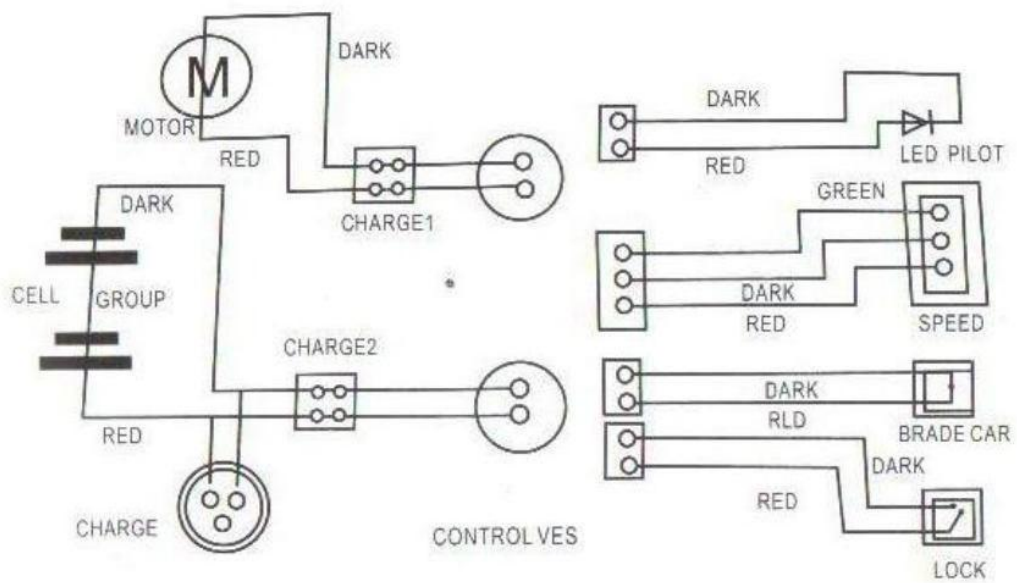 M
MOTOR
DARK
RED
CHARGE1
DARK
CELL GROUP
RED
CHARGE2
CHARGE
CONTROL VES
DARK
RED
LED PILOT
GREEN
DARK
RED
SPEED
DARK
RLD
BRADE CAR
DARK
RED
LOCK